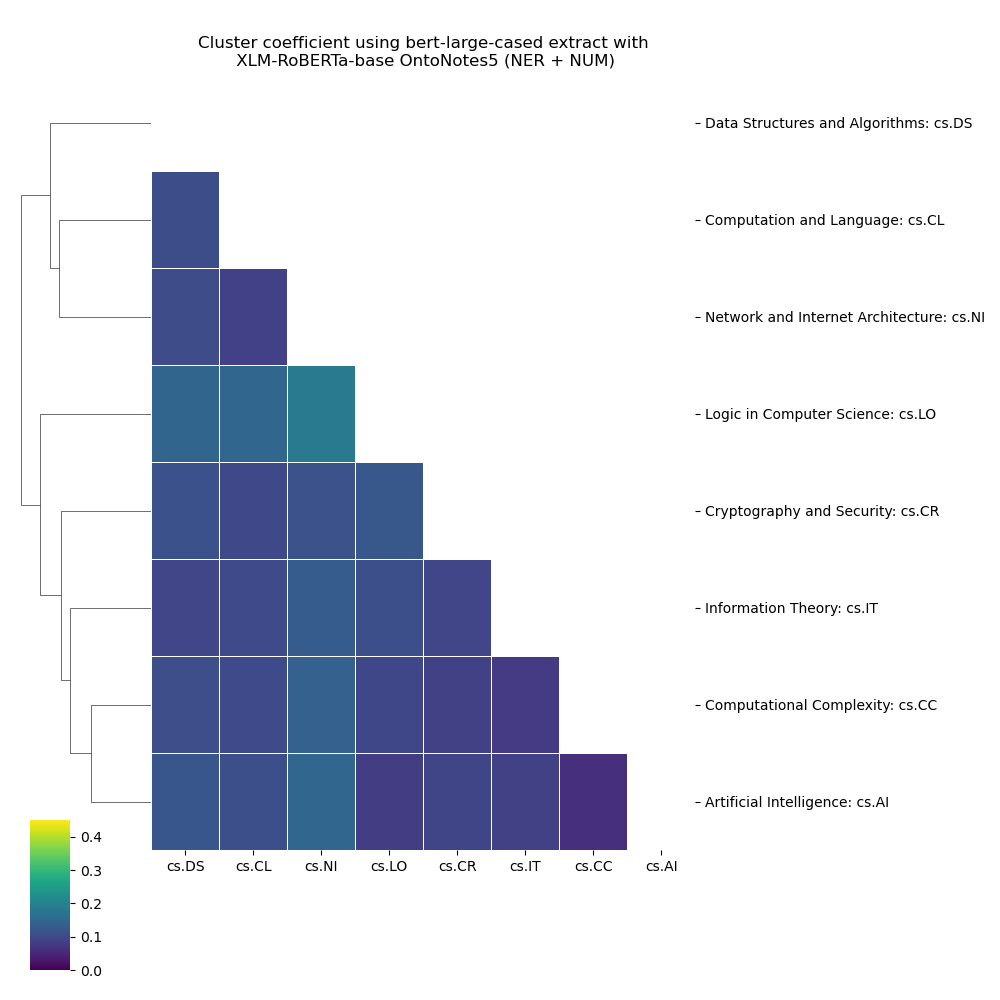 Cluster coefficient using bert-large-cased extract with
XLM-RoBERTa-base OntoNotes5 (NER + NUM)
Data Structures and Algorithms: cs.DS
Computation and Language: cs.CL
Network and Internet Architecture: cs.NI
Logic in Computer Science: cs.LO
Cryptography and Security: cs.CR
Information Theory: cs.IT
Computational Complexity: cs.CC
Artificial Intelligence: cs.AI
cs.DS cs.CL cs.NI cs.LO cs.CR cs.IT cs.CC cs.AI
0.4
0.3
0.2
0.1
0.0